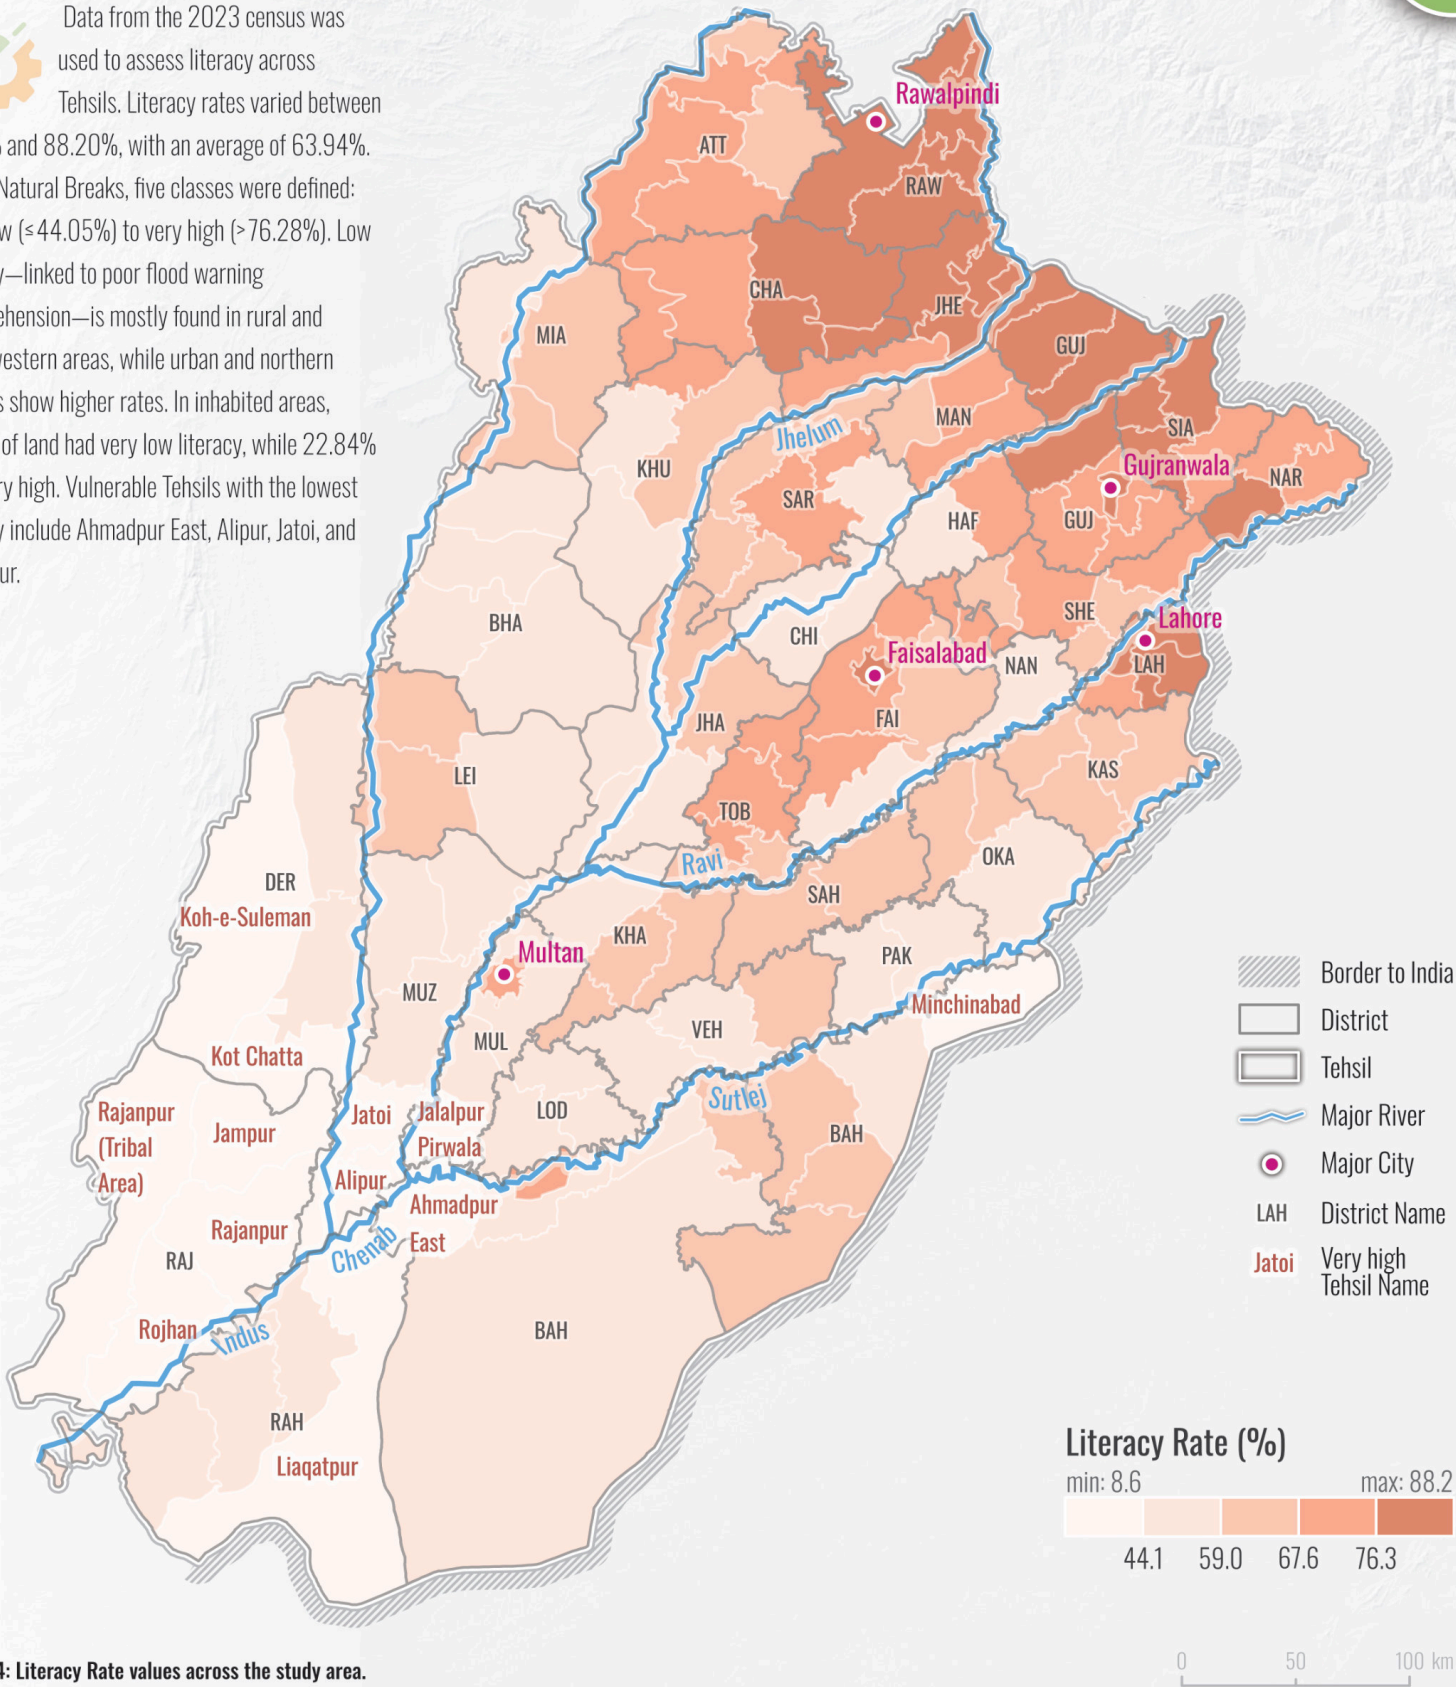 Data from the 2023 census was
used to assess literacy across
Tehsils. Literacy rates varied between
and 88.20%, with an average of 63.94%.
Natural Breaks, five classes were defined:
(≤44.05%) to very high (>76.28%). Low
—linked to poor flood warning
—is mostly found in rural and
areas, while urban and northern
show higher rates. In inhabited areas,
of land had very low literacy, while 22.84%
high. Vulnerable Tehsils with the lowest
include Ahmadpur East, Alipur, Jatoi, and
Rawalpindi
ATT
RAW
CHA
JHE
MIA
GUJ
MAN
Jhelum
SIA
Gujranwala
KHU
NAR
SAR
HAF
GUJ
SHE
Lahore
BHA
CHI
Faisalabad
NAN
LAH
JHA
FAI
LEI
KAS
TOB
OKA
Ravi
DER
SAH
Koh-e-Suleman
KHA
Multan
PAK
MUZ
Minchinabad
VEH
MUL
Kot Chatta
Sutlej
Rajanpur
(Tribal
Area)
Jampur
Jatoi
Jalalpur
Pirwala
LOD
BAH
Alipur
Ahmadpur
East
Rajanpur
Chenab
RAJ
Rojhan
Indus
BAH
RAH
Liaqatpur
Border to India
District
Tehsil
Major River
Major City
LAH District Name
Jatoi Very high
Tehsil Name
Literacy Rate (%)
min: 8.6 max: 88.2
44.1 59.0 67.6 76.3
4: Literacy Rate values across the study area.
0 50 100 km